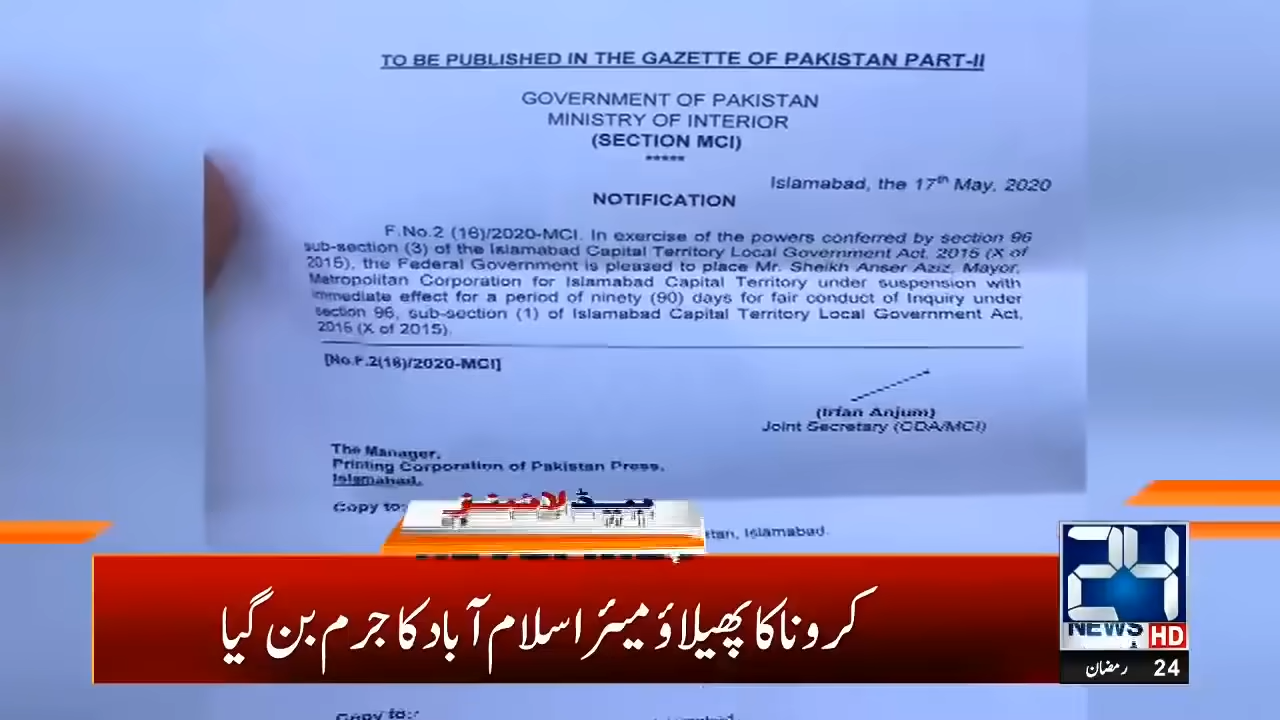 TO BE PUBLISHED IN THE GAZETTE OF PAKISTAN PART-II
GOVERNMENT OF PAKISTAN
MINISTRY OF INTERIOR
(SECTION MCI)
*****
Islamabad, the 17th May, 2020
NOTIFICATION
F.No.2 (16)/2020-MCI. In exercise of the powers conferred by section 96
sub-section (3) of the Islamabad Capital Territory Local Government Act, 2015 (X of
2015), the Federal Government is pleased to place Mr. Sheikh Anser Aziz, Mayor,
Metropolitan Corporation for Islamabad Capital Territory under suspension with
immediate effect for a period of ninety (90) days for fair conduct of Inquiry under
section 96, sub-section (1) of Islamabad Capital Territory Local Government Act,
2015 (X of 2015).
[No.F.2(16)/2020-MCI]
(Irfan Anjum)
Joint Secretary (CDA/MCI)
The Manager,
Printing Corporation of Pakistan Press,
Islamabad.
Copy to:
Islamabad.
ہیڈلائنز
کرونا کا پھیلاؤ میئر اسلام آباد کا جرم بن گیا
24
NEWS HD
24 رمضان
Copy to: